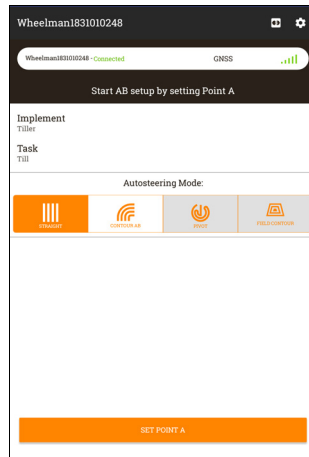 Wheelman1831010248
Wheelman1831010248 - Connected GNSS
Start AB setup by setting Point A
Implement
Tiller
Task
Till
Autosteering Mode:
STRAIGHT CONTOUR AB PIVOT FIELD CONTOUR
SET POINT A